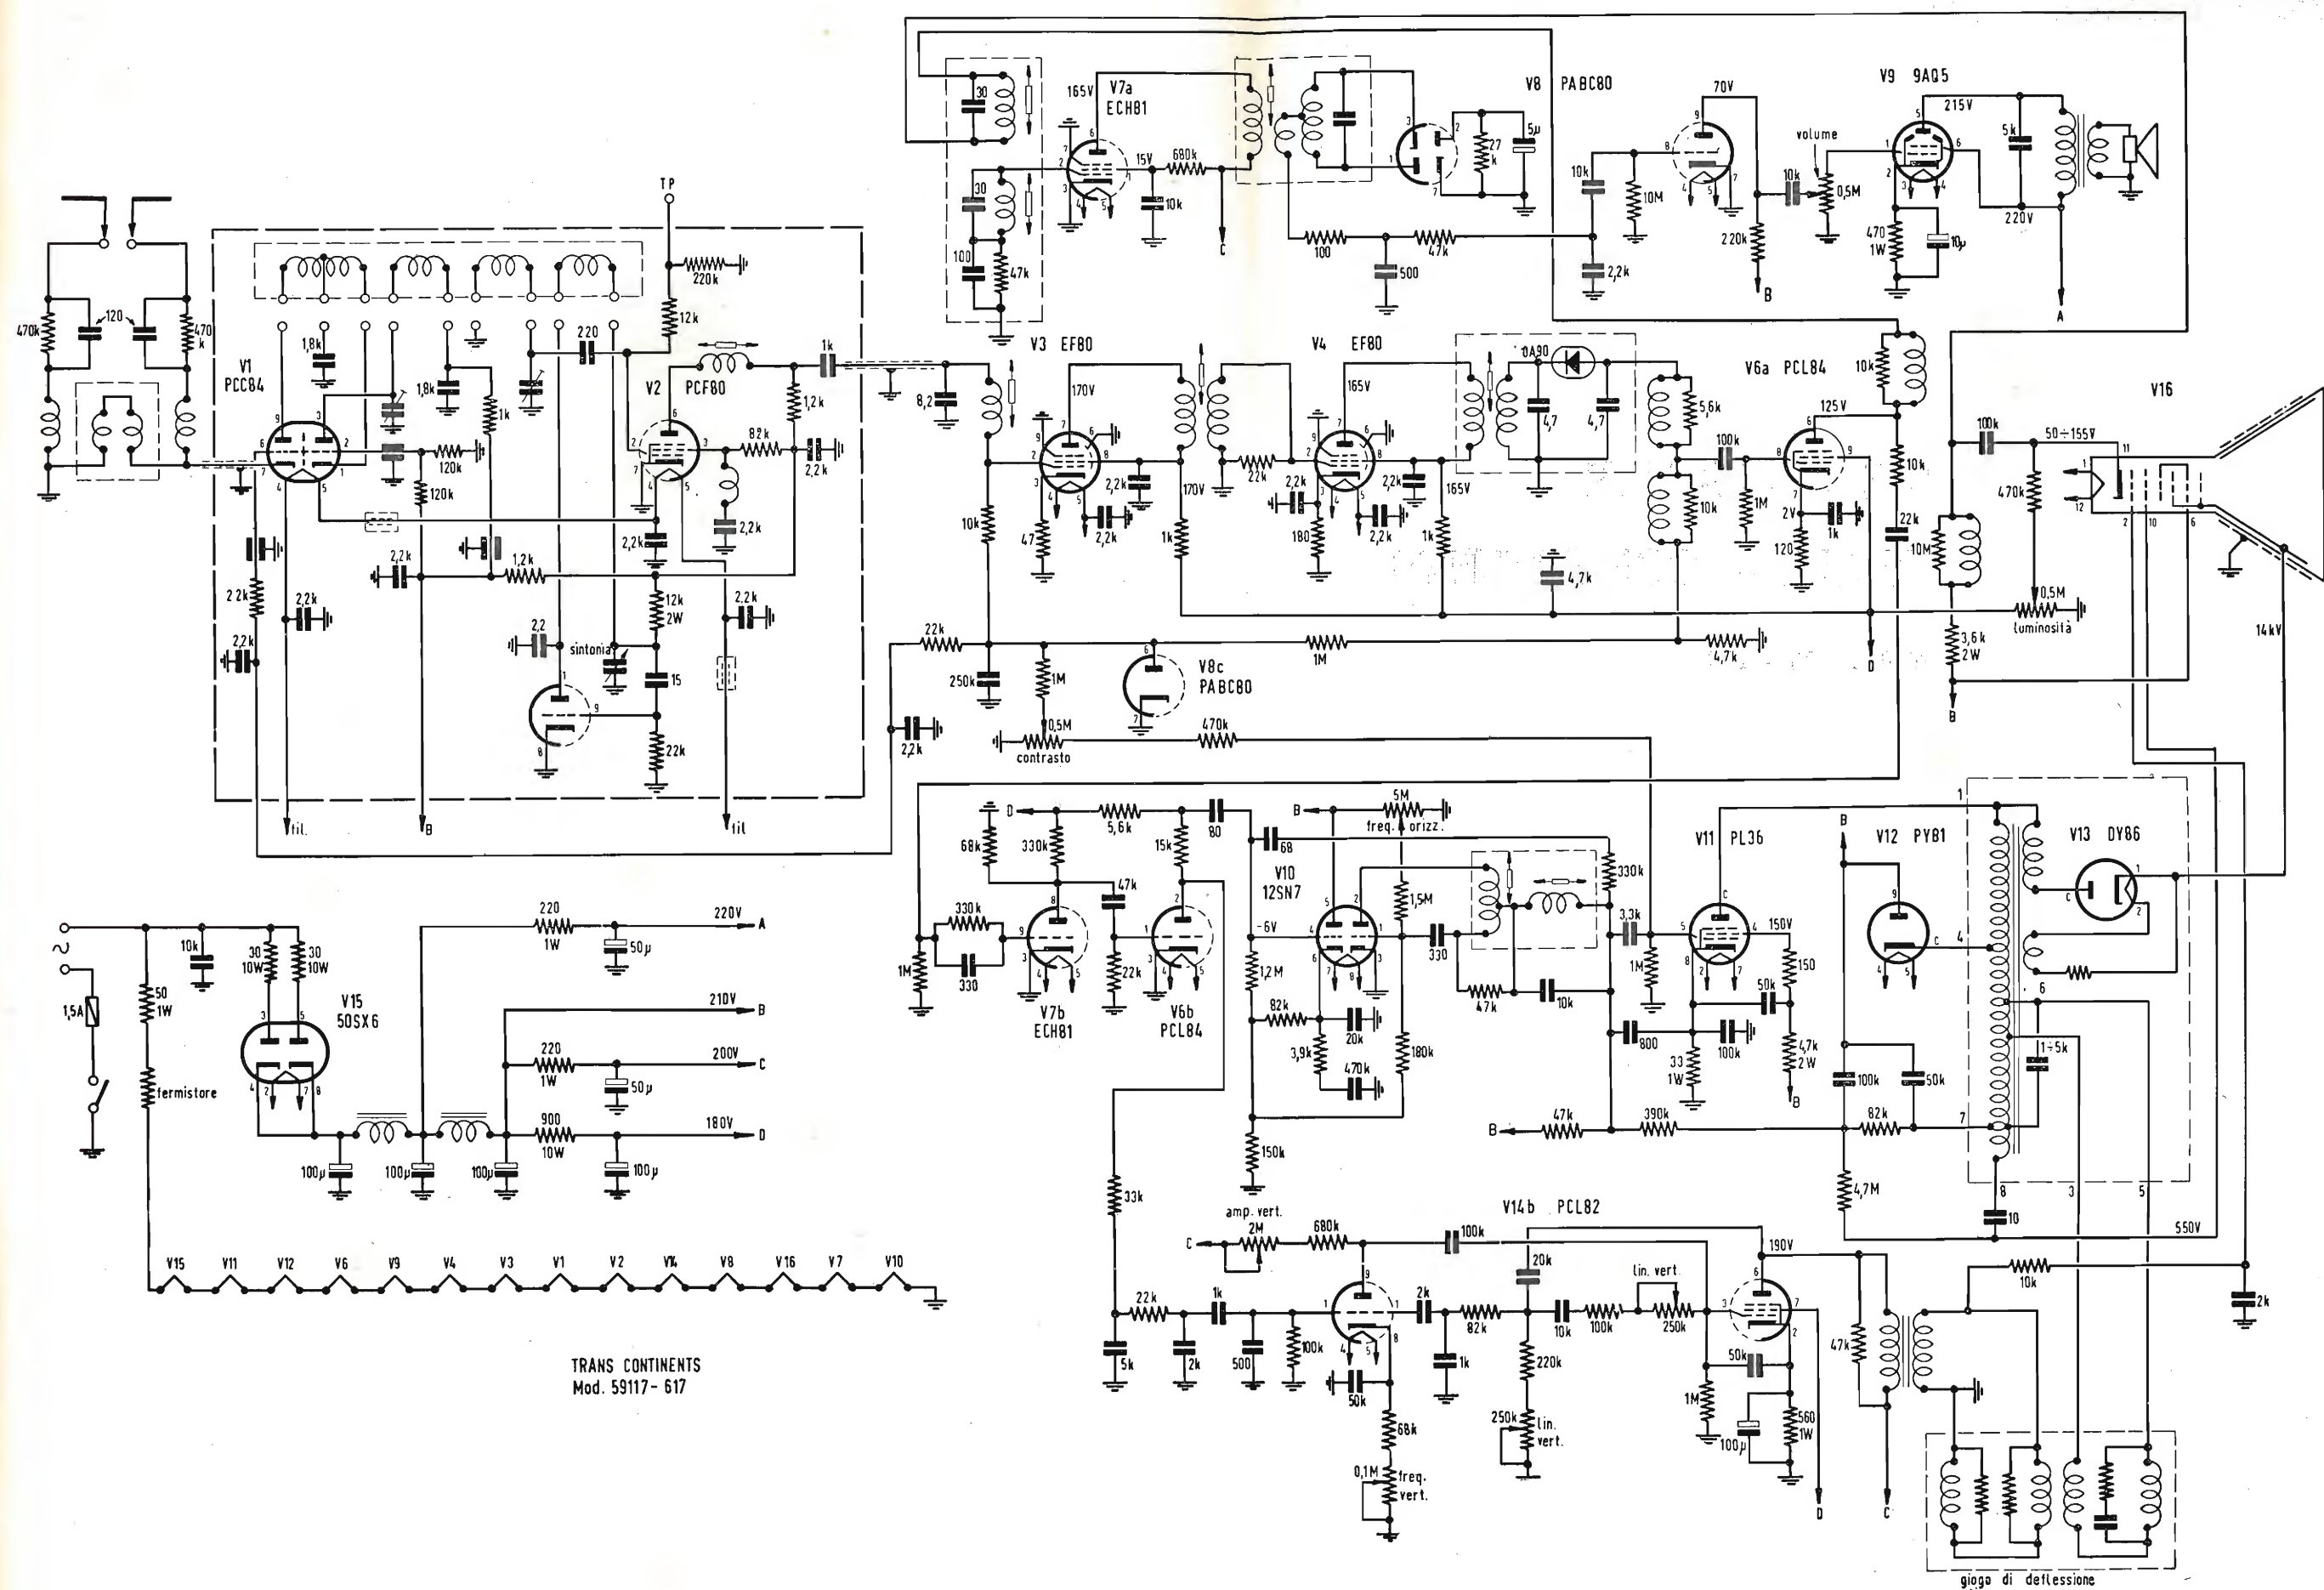 V7a
ECH81
165V
30
30
100
47k
15V
680k
10k
C
V8 PABC80
27
k
5µ
100
500
47k
10k
2,2k
10M
70V
220k
B
volume
10k
0,5M
V9 9AQ5
215V
5k
220V
470
1W
10µ
A
TP
220k
12k
470k
120
470
k
V1
PCC84
1,8k
1,8k
220
V2 PCF80
1k
1k
1,2k
82k
2,2k
120k
120k
2,2k
2,2k
2,2k
1,2k
2 2k
2,2k
2,2k
12k
2W
2,2k
2,2
sintonia
15
22k
fil.
B
fil
V3 EF80
170V
8,2
10k
47
2,2k
2,2k
170V
1k
22k
V4 EF80
165V
2,2k
180
2,2k
2,2k
165V
1k
0A90
4,7
4,7
5,6k
10k
100k
1M
4,7k
V6a PCL84
125V
10k
10k
22k
2V
120
1k
D
V16
100k
50÷155V
470k
10M
0,5M
luminosità
3,6k
2W
B
14kV
22k
250k
1M
V8c
PABC80
1M
4,7k
0,5M
contrasto
470k
2,2k
68k
D
330k
5,6k
15k
80
330k
330
1M
47k
22k
V7b
ECH81
V6b
PCL84
68
V10
12SN7
-6V
B
5M
freq. orizz.
1,5M
330
1,2M
82k
20k
3,9k
470k
180k
150k
47k
10k
330k
3,3k
1M
800
V11 PL36
150V
150
50k
100k
33
1W
4,7k
2W
B
B
47k
390k
V12 PY81
B
100k
50k
82k
4,7M
V13 DY86
1÷5k
10
550V
220
1W
50µ
220V A
10k
30
10W
30
10W
50
1W
1,5A
V15
50SX6
fermistore
210V B
220
1W
50µ
200V C
900
10W
180V D
100µ
100µ
100µ
100µ
V15 V11 V12 V6 V9 V4 V3 V1 V2 V14 V8 V16 V7 V10
TRANS CONTINENTS
Mod. 59117-617
33k
amp. vert.
C
2M
680k
100k
V14b PCL82
22k
1k
5k
2k
500
100k
50k
68k
0,1M
freq.
vert.
2k
1k
82k
20k
10k
100k
lin. vert.
250k
220k
250k
lin.
vert.
190V
50k
1M
100µ
560
1W
D
47k
C
10k
2k
giogo di deflessione